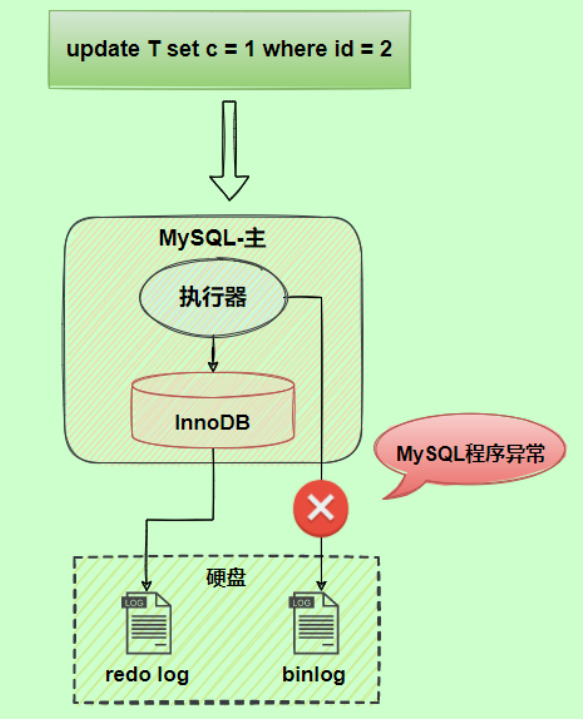 update T set c = 1 where id = 2
MySQL-主
执行器
InnoDB
MySQL程序异常
硬盘
LOG
LOG
redo log
binlog